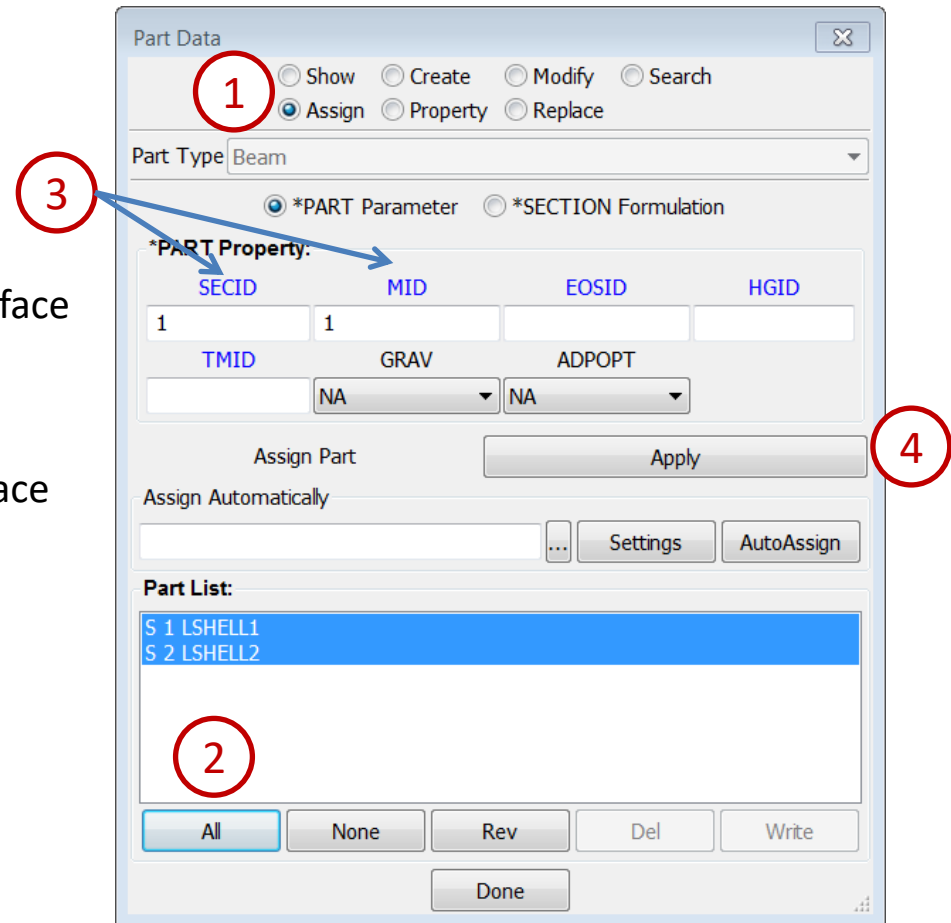 Part Data
Show Create Modify Search
1
Assign Property Replace
Part Type Beam
3
*PART Parameter *SECTION Formulation
*PART Property:
SECID MID EOSID HGID
face
1 1
TMID GRAV ADPOPT
NA NA
4
Assign Part Apply
ace
Assign Automatically
... Settings AutoAssign
Part List:
S 1 LSHELL1
S 2 LSHELL2
2
All None Rev Del Write
Done